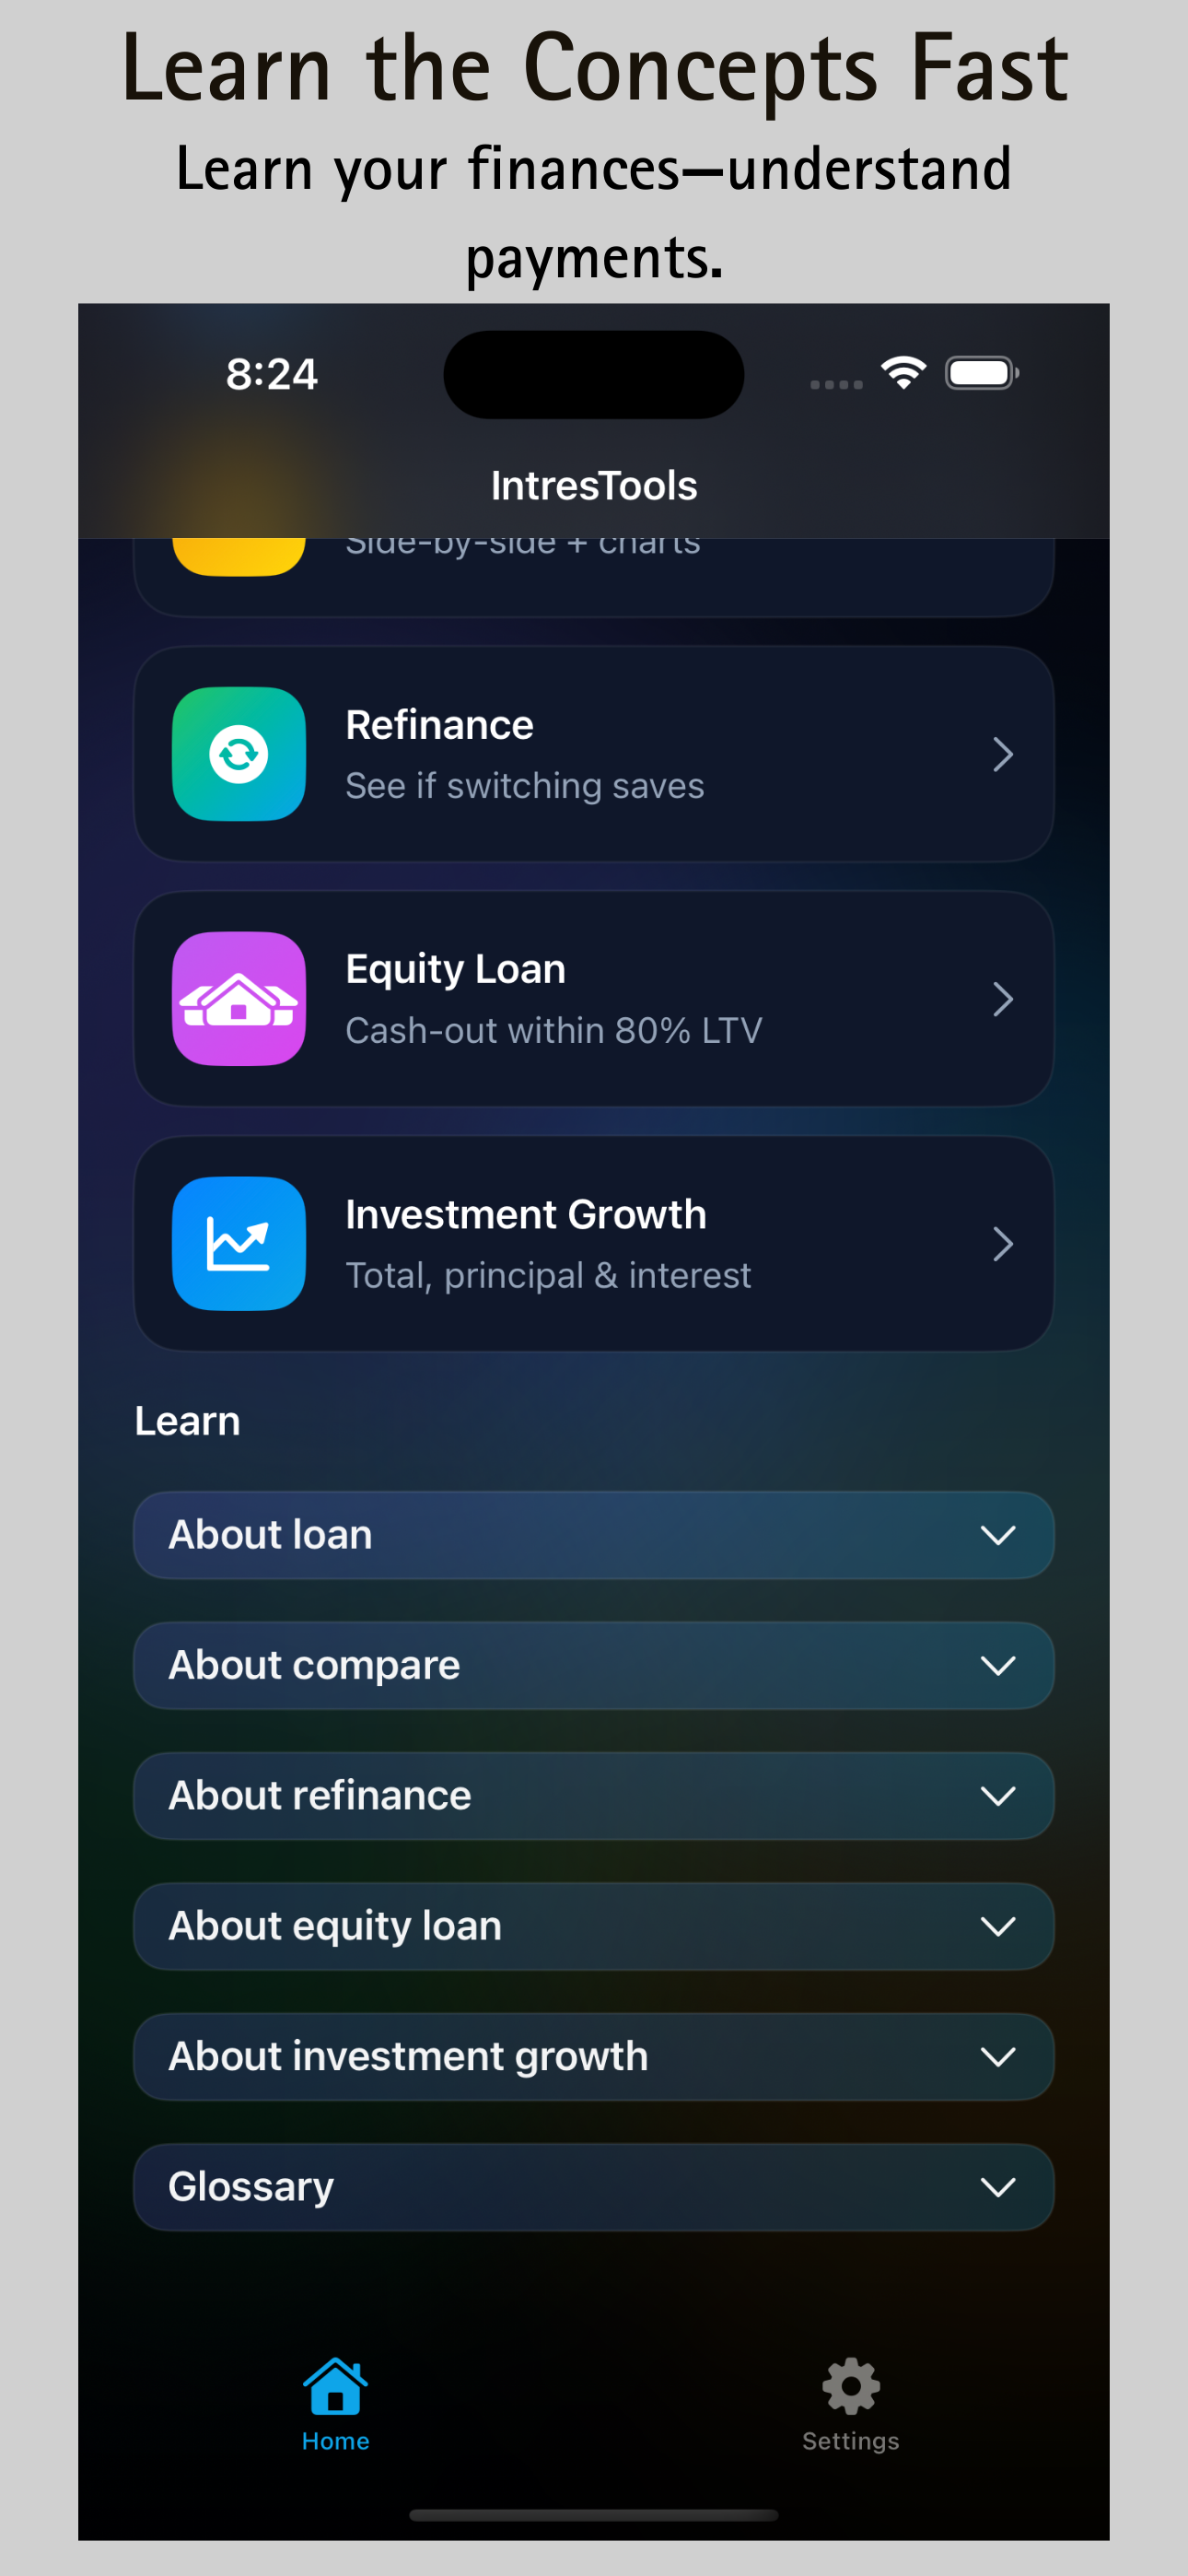 Learn the Concepts Fast
Learn your finances—understand
payments.
8:24
IntresTools
Side-by-side + charts
Refinance
See if switching saves
Equity Loan
Cash-out within 80% LTV
Investment Growth
Total, principal & interest
Learn
About loan
About compare
About refinance
About equity loan
About investment growth
Glossary
Home
Settings